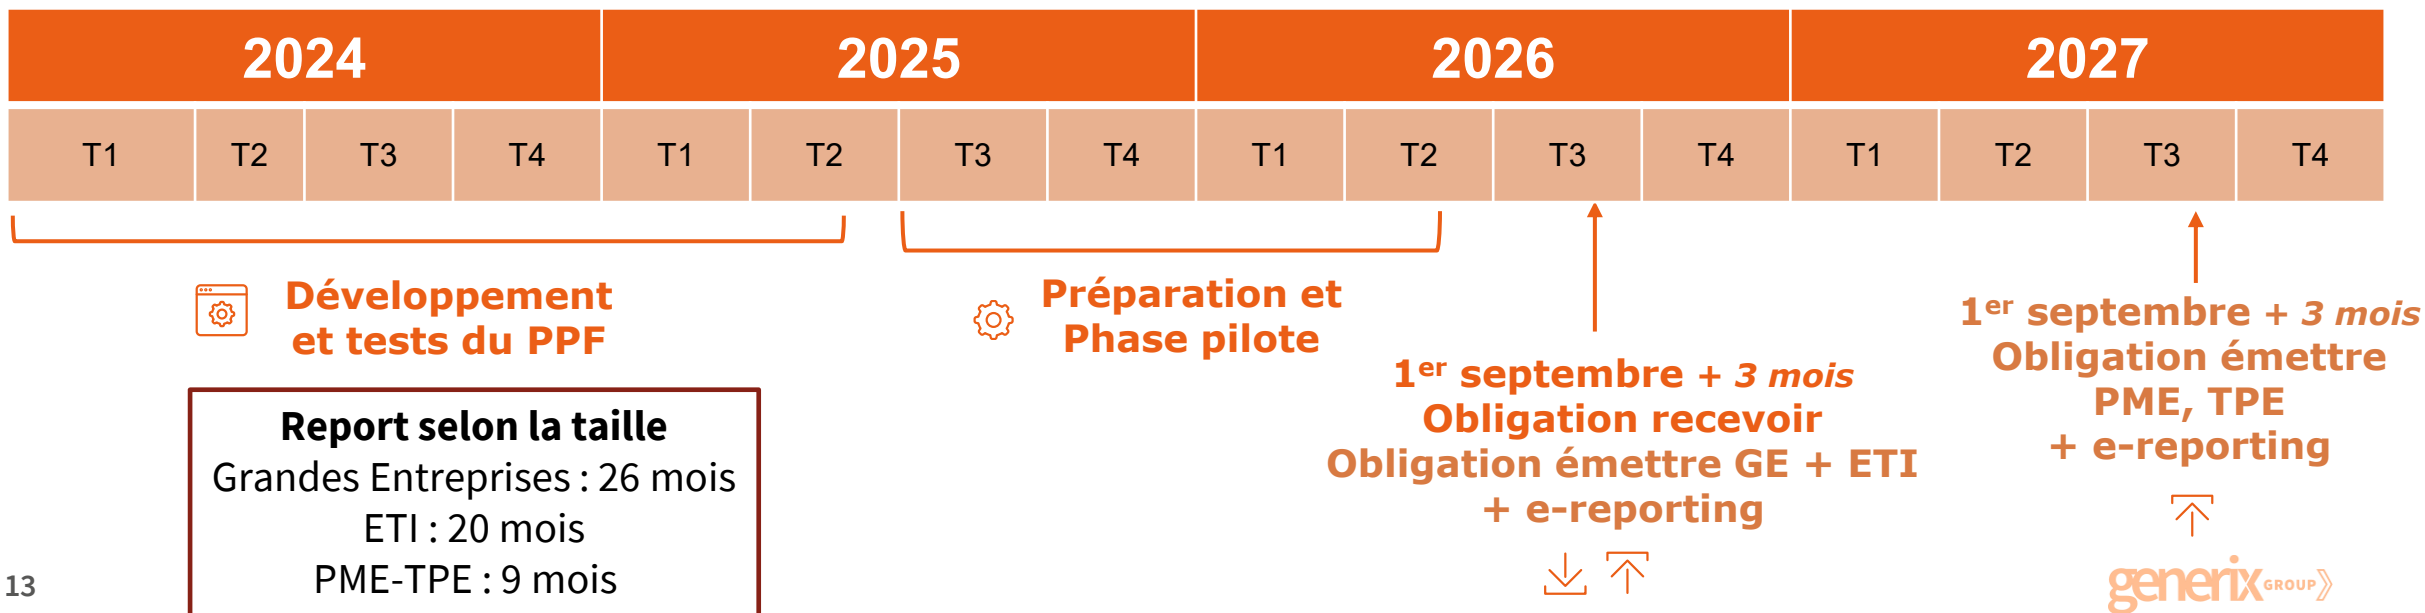 2024 2025 2026 2027
T1 T2 T3 T4 T1 T2 T3 T4 T1 T2 T3 T4 T1 T2 T3 T4
Développement
et tests du PPF
Report selon la taille
Grandes Entreprises : 26 mois
ETI : 20 mois
PME-TPE : 9 mois
Préparation et
Phase pilote
1er septembre + 3 mois
Obligation recevoir
Obligation émettre GE + ETI
+ e-reporting
1er septembre + 3 mois
Obligation émettre
PME, TPE
+ e-reporting
13
generix GROUP